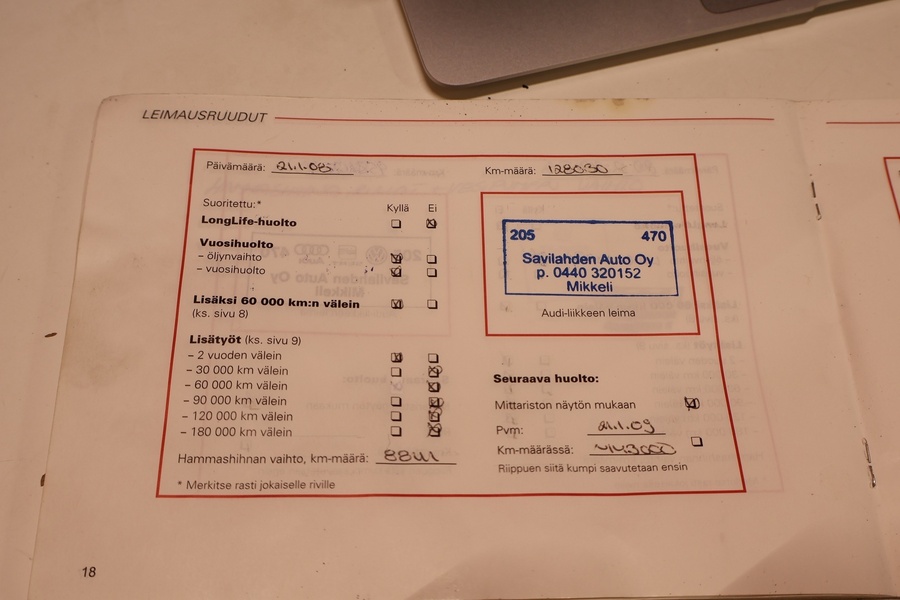 LEIMAUSRUUDUT
Päivämäärä: 21.1.08
Km-määrä: 128030
Suoritettu:*
Kyllä Ei
LongLife-huolto
Vuosihuolto
– öljynvaihto
– vuosihuolto
Lisäksi 60 000 km:n välein
(ks. sivu 8)
Lisätyöt (ks. sivu 9)
– 2 vuoden välein
– 30 000 km välein
– 60 000 km välein
– 90 000 km välein
– 120 000 km välein
– 180 000 km välein
Hammashihnan vaihto, km-määrä:
* Merkitse rasti jokaiselle riville
205 470
Savilahden Auto Oy
p. 0440 320152
Mikkeli
Audi-liikkeen leima
Seuraava huolto:
Mittariston näytön mukaan
Pvm: 21.1.09
Km-määrässä:
Riippuen siitä kumpi saavutetaan ensin
18